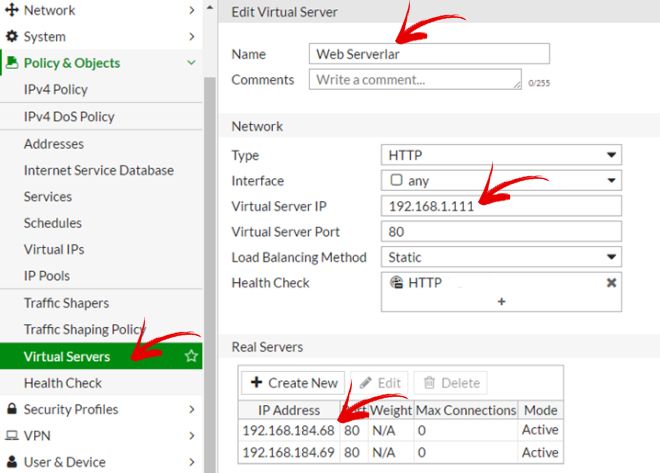 Network
System
Policy & Objects
IPv4 Policy
IPv4 DoS Policy
Addresses
Internet Service Database
Services
Schedules
Virtual IPs
IP Pools
Traffic Shapers
Traffic Shaping Policy
Virtual Servers
Health Check
Security Profiles
VPN
User & Device
Edit Virtual Server
Name Web Serverlar
Comments Write a comment... 0/255
Network
Type HTTP
Interface any
Virtual Server IP 192.168.1.111
Virtual Server Port 80
Load Balancing Method Static
Health Check HTTP
Real Servers
+ Create New Edit Delete
IP Address Port Weight Max Connections Mode
192.168.184.68 80 N/A 0 Active
192.168.184.69 80 N/A 0 Active